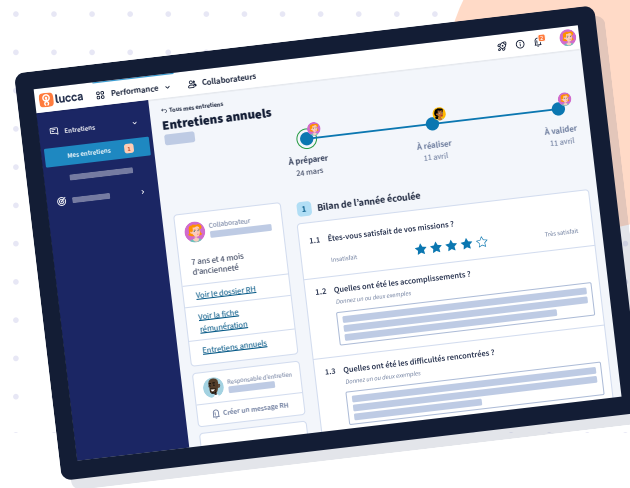 lucca
Performance
Collaborateurs
2
Entretiens
Mes entretiens
1
Tous mes entretiens
Entretiens annuels
À préparer
24 mars
À réaliser
11 avril
À valider
11 avril
Collaborateur
7 ans et 4 mois
d'ancienneté
Voir le dossier RH
Voir la fiche
rémunération
Entretiens annuels
Responsable d'entretien
Créer un message RH
1 Bilan de l'année écoulée
1.1 Êtes-vous satisfait de vos missions ?
Insatisfait
Très satisfait
1.2 Quelles ont été les accomplissements ?
Donnez un ou deux exemples
1.3 Quelles ont été les difficultés rencontrées ?
Donnez un ou deux exemples